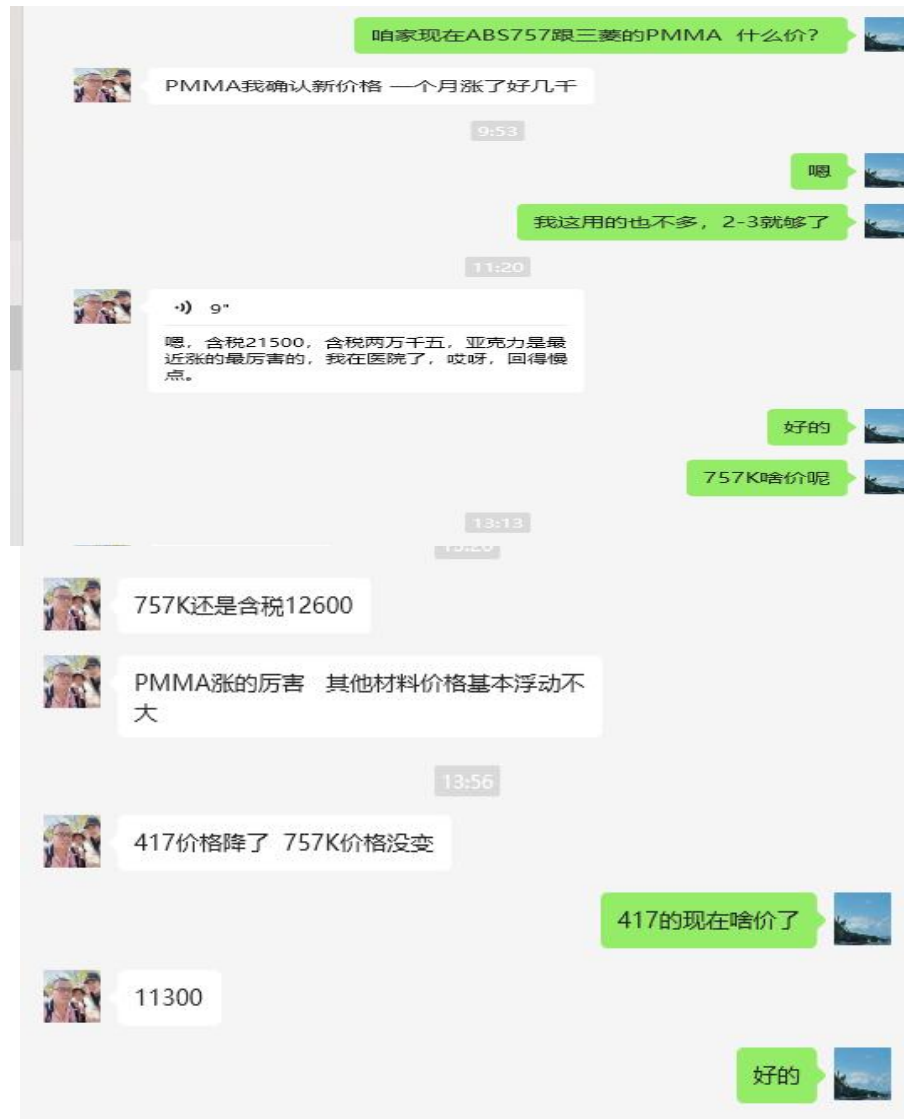 咱家现在ABS757跟三菱的PMMA 什么价?
PMMA我确认新价格 一个月涨了好几千
9:53
嗯
我这用的也不多，2-3就够了
11:20
9"
嗯，含税21500，含税两万千五，亚克力是最
近涨的最厉害的，我在医院了，哎呀，回得慢
点。
好的
757K啥价呢
13:13
757K还是含税12600
PMMA涨的厉害 其他材料价格基本浮动不
大
13:56
417价格降了 757K价格没变
417的现在啥价了
11300
好的